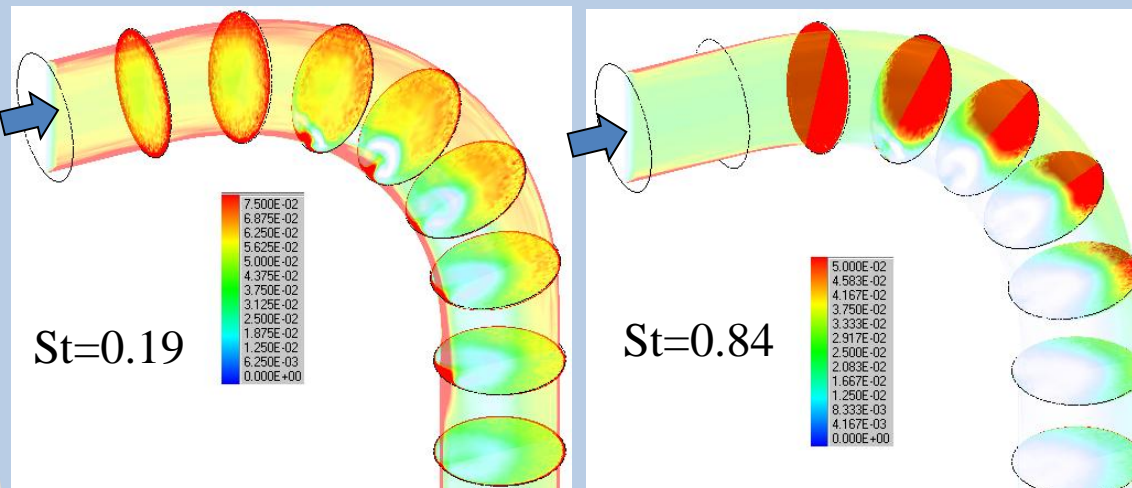 7.500E-02
6.875E-02
6.250E-02
5.625E-02
5.000E-02
4.375E-02
3.750E-02
3.125E-02
2.500E-02
1.875E-02
1.250E-02
6.250E-03
0.000E+00
St=0.19
5.000E-02
4.583E-02
4.167E-02
3.750E-02
3.333E-02
2.917E-02
2.500E-02
2.083E-02
1.667E-02
1.250E-02
8.333E-03
4.167E-03
0.000E+00
St=0.84